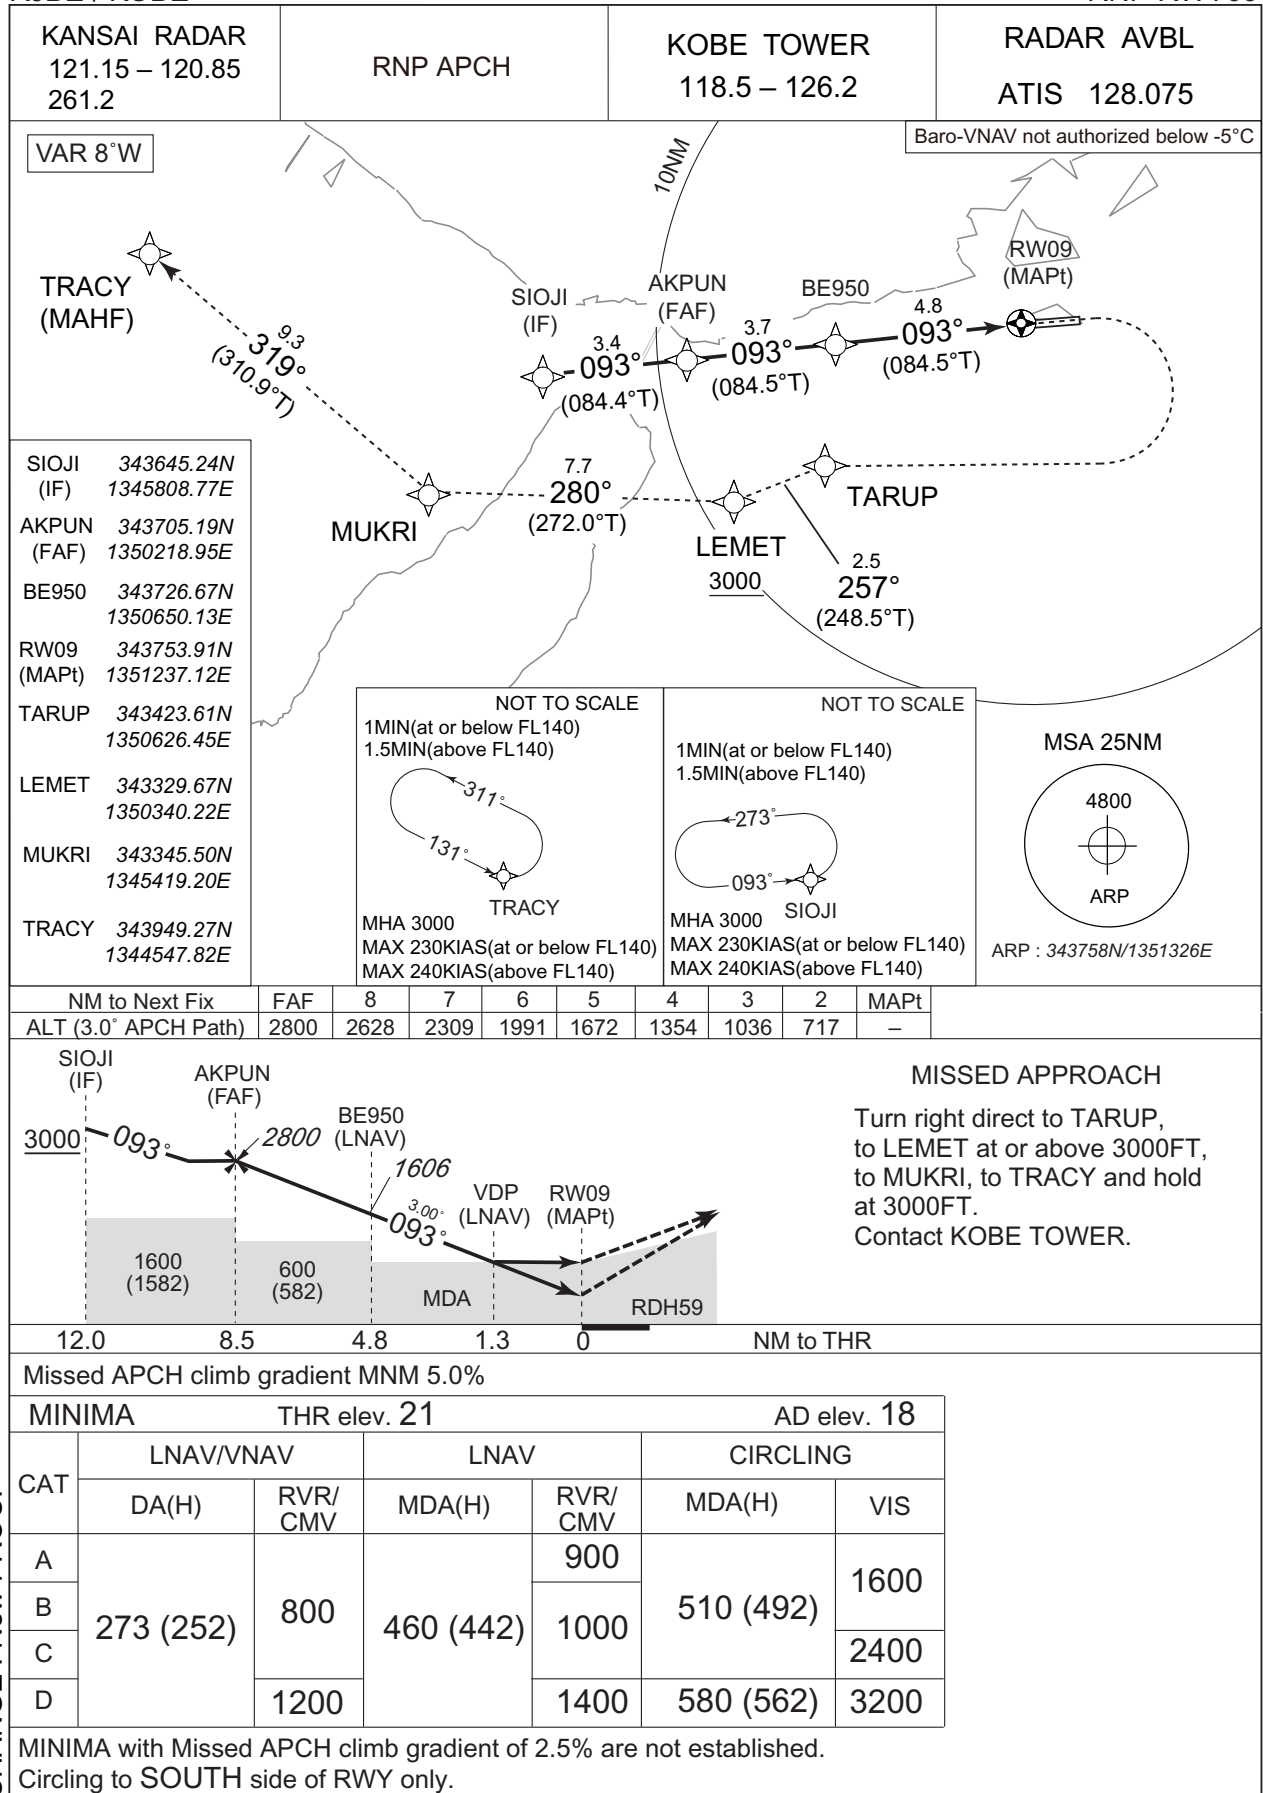 KANSAI RADAR
121.15 – 120.85
261.2
RNP APCH
KOBE TOWER
118.5 – 126.2
RADAR AVBL
ATIS 128.075
VAR 8°W
Baro-VNAV not authorized below -5°C
10NM
TRACY
(MAHF)
9.3
319°
(310.9°T)
SIOJI
(IF)
3.4
093°
(084.4°T)
AKPUN
(FAF)
3.7
093°
(084.5°T)
BE950
4.8
093°
(084.5°T)
RW09
(MAPt)
MUKRI
7.7
280°
(272.0°T)
LEMET
3000
TARUP
2.5
257°
(248.5°T)
SIOJI 343645.24N
(IF) 1345808.77E
AKPUN 343705.19N
(FAF) 1350218.95E
BE950 343726.67N
1350650.13E
RW09 343753.91N
(MAPt) 1351237.12E
TARUP 343423.61N
1350626.45E
LEMET 343329.67N
1350340.22E
MUKRI 343345.50N
1345419.20E
TRACY 343949.27N
1344547.82E
NOT TO SCALE
1MIN(at or below FL140)
1.5MIN(above FL140)
311°
131°
TRACY
MHA 3000
MAX 230KIAS(at or below FL140)
MAX 240KIAS(above FL140)
NOT TO SCALE
1MIN(at or below FL140)
1.5MIN(above FL140)
273°
093°
SIOJI
MHA 3000
MAX 230KIAS(at or below FL140)
MAX 240KIAS(above FL140)
MSA 25NM
4800
ARP
ARP : 343758N/1351326E
NM to Next Fix FAF 8 7 6 5 4 3 2 MAPt
ALT (3.0° APCH Path) 2800 2628 2309 1991 1672 1354 1036 717 –
SIOJI
(IF)
AKPUN
(FAF)
BE950
(LNAV)
3000
093°
2800
1606
3.00°
093°
VDP
(LNAV)
RW09
(MAPt)
1600
(1582)
600
(582)
MDA
RDH59
12.0 8.5 4.8 1.3 0 NM to THR
MISSED APPROACH
Turn right direct to TARUP,
to LEMET at or above 3000FT,
to MUKRI, to TRACY and hold
at 3000FT.
Contact KOBE TOWER.
Missed APCH climb gradient MNM 5.0%
MINIMA THR elev. 21 AD elev. 18
CAT LNAV/VNAV LNAV CIRCLING
DA(H) RVR/CMV MDA(H) RVR/CMV MDA(H) VIS
A 273 (252) 800 460 (442) 900 510 (492) 1600
B 1000
C 2400
D 1200 1400 580 (562) 3200
MINIMA with Missed APCH climb gradient of 2.5% are not established.
Circling to SOUTH side of RWY only.